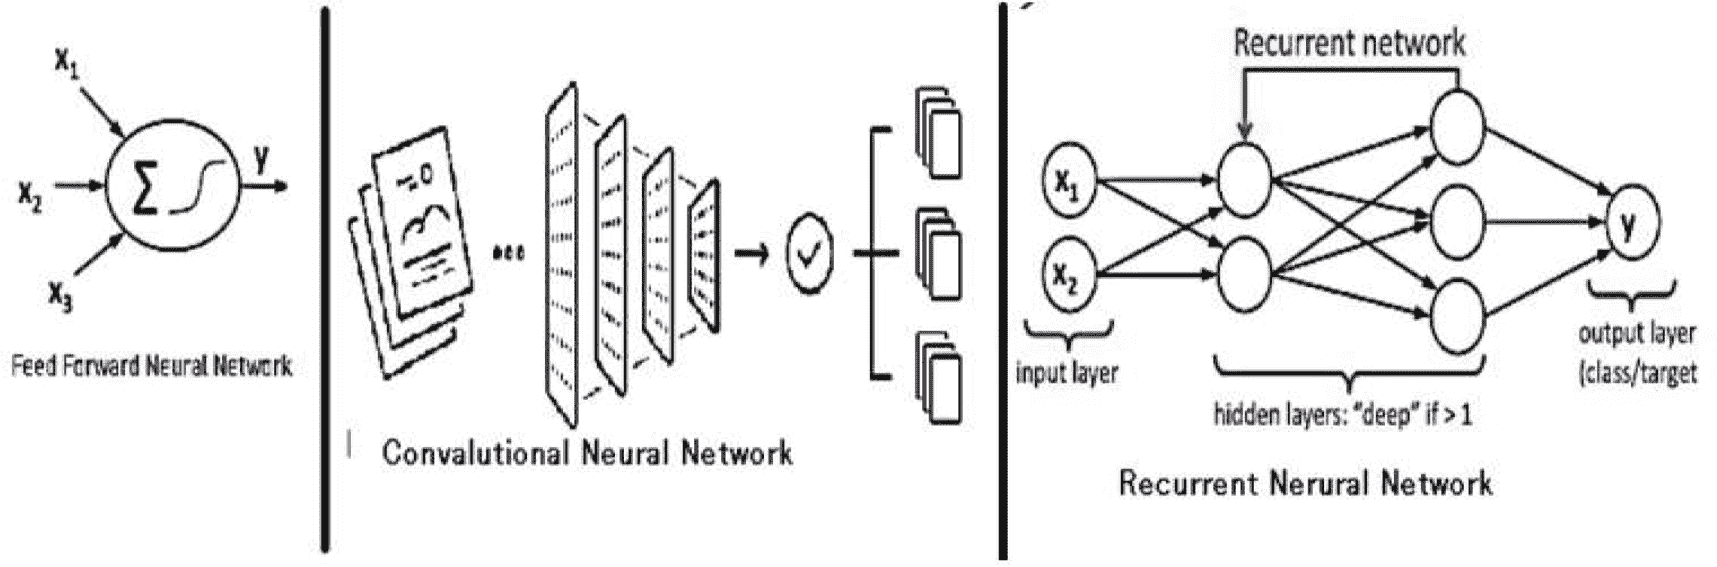 x1
x2
x3
Σ
y
Feed Forward Neural Network
Convalutional Neural Network
Recurrent network
x1
x2
y
input layer
hidden layers: “deep” if > 1
output layer
(class/target
Recurrent Nerural Network